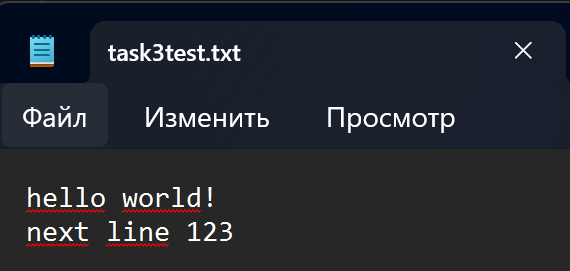 task3test.txt
Файл Изменить Просмотр
hello world!
next line 123